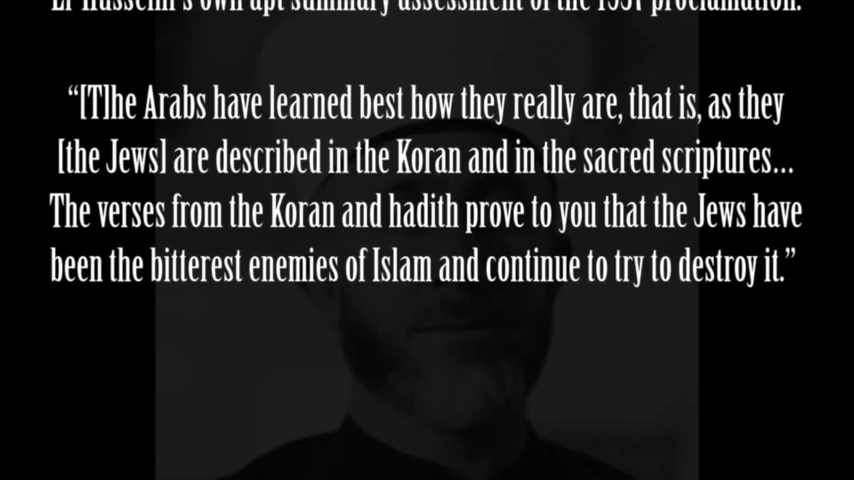 own apt summary assessment of the 1937 proclamation:
“[T]he Arabs have learned best how they really are, that is, as they
[the Jews] are described in the Koran and in the sacred scriptures...
The verses from the Koran and hadith prove to you that the Jews have
been the bitterest enemies of Islam and continue to try to destroy it.”